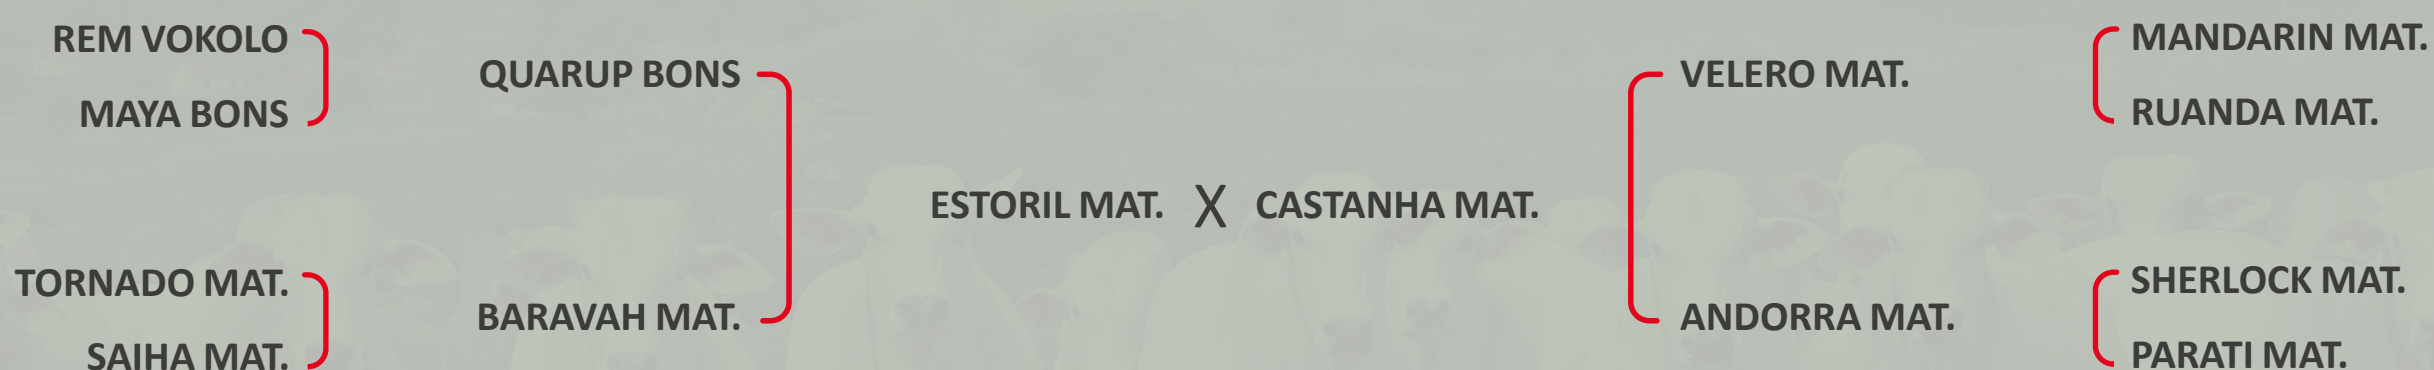 REM VOKOLO
MAYA BONS
QUARUP BONS
TORNADO MAT.
SAIHA MAT.
BARAVAH MAT.
ESTORIL MAT. X CASTANHA MAT.
VELERO MAT.
MANDARIN MAT.
RUANDA MAT.
ANDORRA MAT.
SHERLOCK MAT.
PARATI MAT.